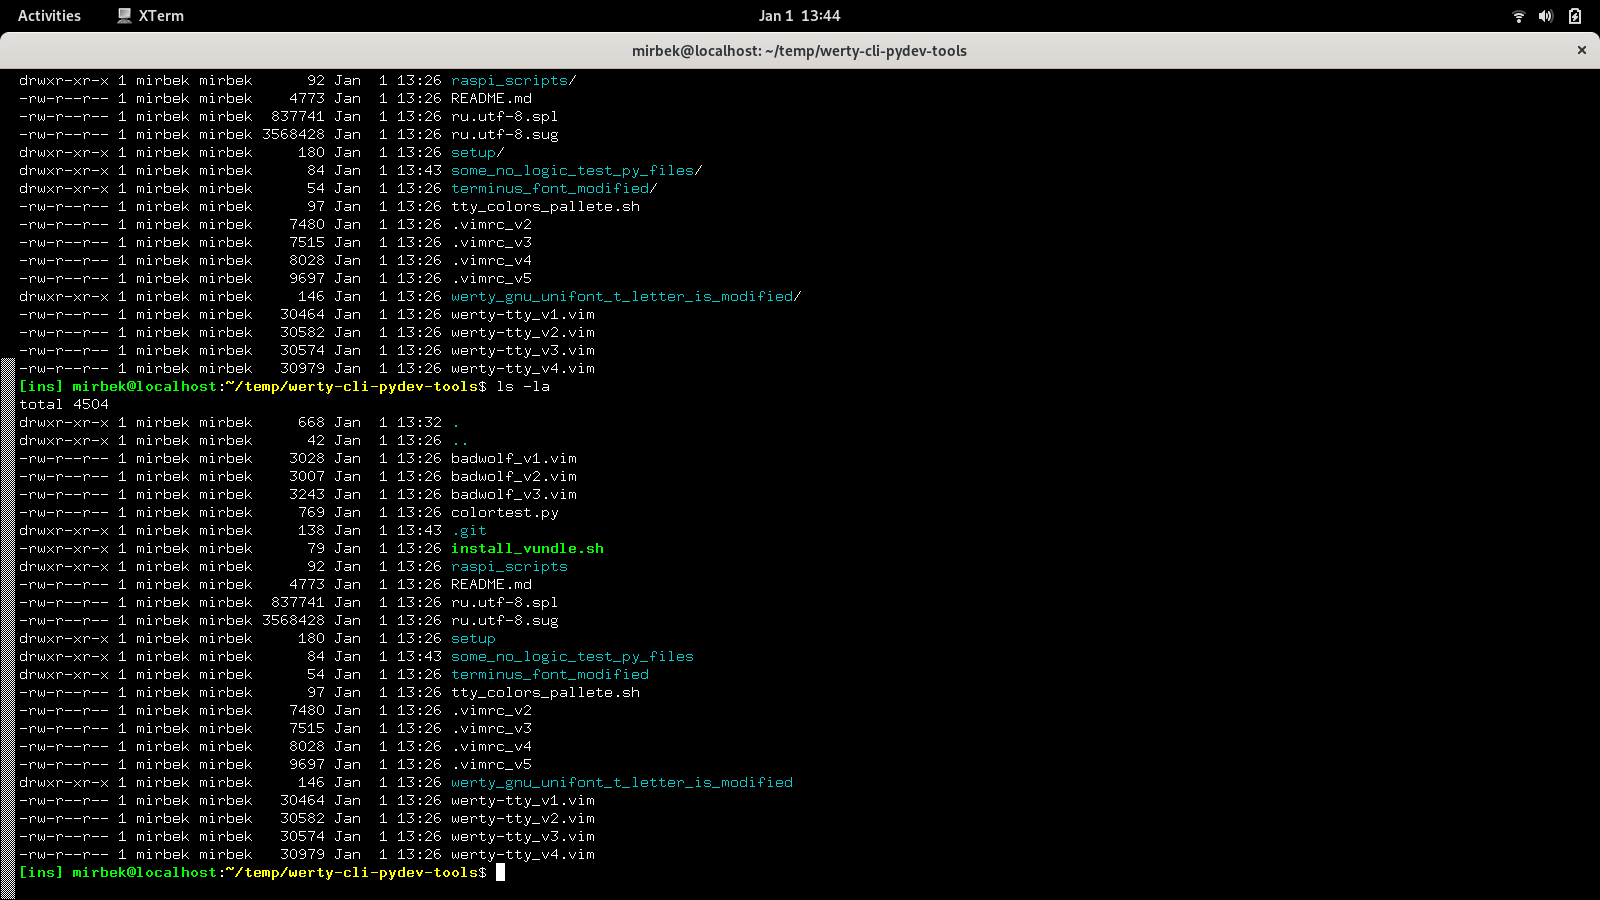 Activities XTerm Jan 1 13:44
mirbek@localhost: ~/temp/werty-cli-pydev-tools ×
drwxr-xr-x 1 mirbek mirbek      92 Jan  1 13:26 raspi_scripts/
-rw-r--r-- 1 mirbek mirbek    4773 Jan  1 13:26 README.md
-rw-r--r-- 1 mirbek mirbek  837741 Jan  1 13:26 ru.utf-8.spl
-rw-r--r-- 1 mirbek mirbek 3568428 Jan  1 13:26 ru.utf-8.sug
drwxr-xr-x 1 mirbek mirbek     180 Jan  1 13:26 setup/
drwxr-xr-x 1 mirbek mirbek      84 Jan  1 13:43 some_no_logic_test_py_files/
drwxr-xr-x 1 mirbek mirbek      54 Jan  1 13:26 terminus_font_modified/
-rw-r--r-- 1 mirbek mirbek      97 Jan  1 13:26 tty_colors_pallete.sh
-rw-r--r-- 1 mirbek mirbek    7480 Jan  1 13:26 .vimrc_v2
-rw-r--r-- 1 mirbek mirbek    7515 Jan  1 13:26 .vimrc_v3
-rw-r--r-- 1 mirbek mirbek    8028 Jan  1 13:26 .vimrc_v4
-rw-r--r-- 1 mirbek mirbek    9697 Jan  1 13:26 .vimrc_v5
drwxr-xr-x 1 mirbek mirbek     146 Jan  1 13:26 werty_gnu_unifont_t_letter_is_modified/
-rw-r--r-- 1 mirbek mirbek   30464 Jan  1 13:26 werty-tty_v1.vim
-rw-r--r-- 1 mirbek mirbek   30582 Jan  1 13:26 werty-tty_v2.vim
-rw-r--r-- 1 mirbek mirbek   30574 Jan  1 13:26 werty-tty_v3.vim
-rw-r--r-- 1 mirbek mirbek   30979 Jan  1 13:26 werty-tty_v4.vim
[ins] mirbek@localhost:~/temp/werty-cli-pydev-tools$ ls -la
total 4504
drwxr-xr-x 1 mirbek mirbek     668 Jan  1 13:32 .
drwxr-xr-x 1 mirbek mirbek      42 Jan  1 13:26 ..
-rw-r--r-- 1 mirbek mirbek    3028 Jan  1 13:26 badwolf_v1.vim
-rw-r--r-- 1 mirbek mirbek    3007 Jan  1 13:26 badwolf_v2.vim
-rw-r--r-- 1 mirbek mirbek    3243 Jan  1 13:26 badwolf_v3.vim
-rw-r--r-- 1 mirbek mirbek     769 Jan  1 13:26 colortest.py
drwxr-xr-x 1 mirbek mirbek     138 Jan  1 13:43 .git
-rwxr-xr-x 1 mirbek mirbek      79 Jan  1 13:26 install_vundle.sh
drwxr-xr-x 1 mirbek mirbek      92 Jan  1 13:26 raspi_scripts
-rw-r--r-- 1 mirbek mirbek    4773 Jan  1 13:26 README.md
-rw-r--r-- 1 mirbek mirbek  837741 Jan  1 13:26 ru.utf-8.spl
-rw-r--r-- 1 mirbek mirbek 3568428 Jan  1 13:26 ru.utf-8.sug
drwxr-xr-x 1 mirbek mirbek     180 Jan  1 13:26 setup
drwxr-xr-x 1 mirbek mirbek      84 Jan  1 13:43 some_no_logic_test_py_files
drwxr-xr-x 1 mirbek mirbek      54 Jan  1 13:26 terminus_font_modified
-rw-r--r-- 1 mirbek mirbek      97 Jan  1 13:26 tty_colors_pallete.sh
-rw-r--r-- 1 mirbek mirbek    7480 Jan  1 13:26 .vimrc_v2
-rw-r--r-- 1 mirbek mirbek    7515 Jan  1 13:26 .vimrc_v3
-rw-r--r-- 1 mirbek mirbek    8028 Jan  1 13:26 .vimrc_v4
-rw-r--r-- 1 mirbek mirbek    9697 Jan  1 13:26 .vimrc_v5
drwxr-xr-x 1 mirbek mirbek     146 Jan  1 13:26 werty_gnu_unifont_t_letter_is_modified
-rw-r--r-- 1 mirbek mirbek   30464 Jan  1 13:26 werty-tty_v1.vim
-rw-r--r-- 1 mirbek mirbek   30582 Jan  1 13:26 werty-tty_v2.vim
-rw-r--r-- 1 mirbek mirbek   30574 Jan  1 13:26 werty-tty_v3.vim
-rw-r--r-- 1 mirbek mirbek   30979 Jan  1 13:26 werty-tty_v4.vim
[ins] mirbek@localhost:~/temp/werty-cli-pydev-tools$